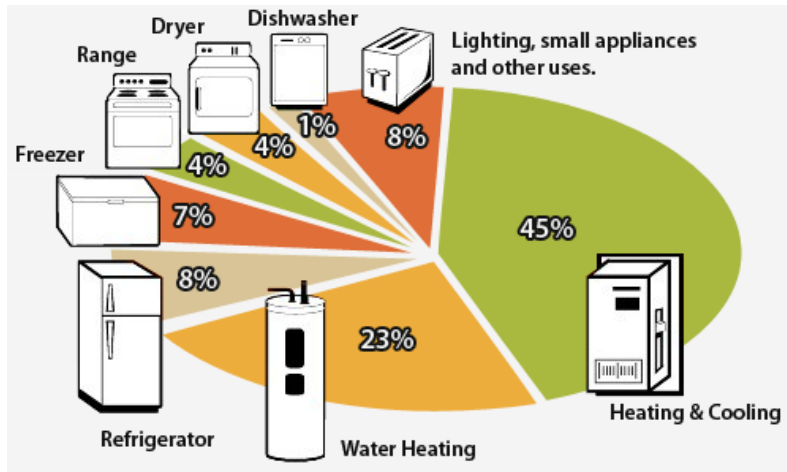 Dishwasher
Dryer
Lighting, small appliances
and other uses.
Range
1%
8%
4%
Freezer
4%
7%
45%
8%
23%
Heating & Cooling
Refrigerator
Water Heating